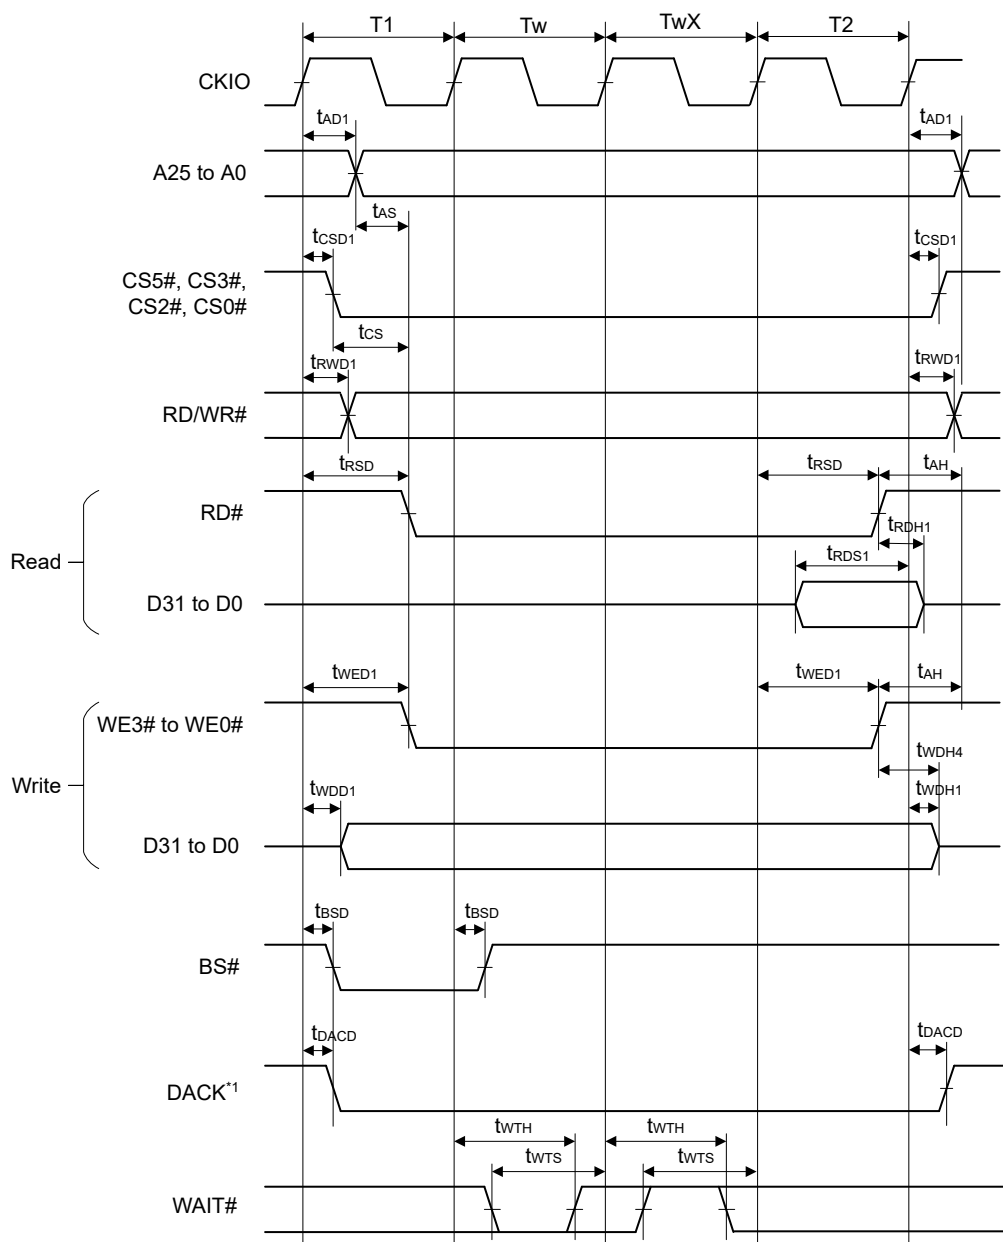 T1 Tw TwX T2
CKIO
tAD1 tAD1
A25 to A0
tAS
tCSD1 tCSD1
CS5#, CS3#,
CS2#, CS0#
tCS
tRWD1 tRWD1
RD/WR#
tRSD tRSD tAH
RD#
tRDH1
Read
tRDS1
D31 to D0
tWED1 tWED1 tAH
WE3# to WE0#
tWDH4
Write
tWDD1 tWDH1
D31 to D0
tBSD tBSD
BS#
tDACD tDACD
DACK*1
tWTH tWTH
tWTS tWTS
WAIT#